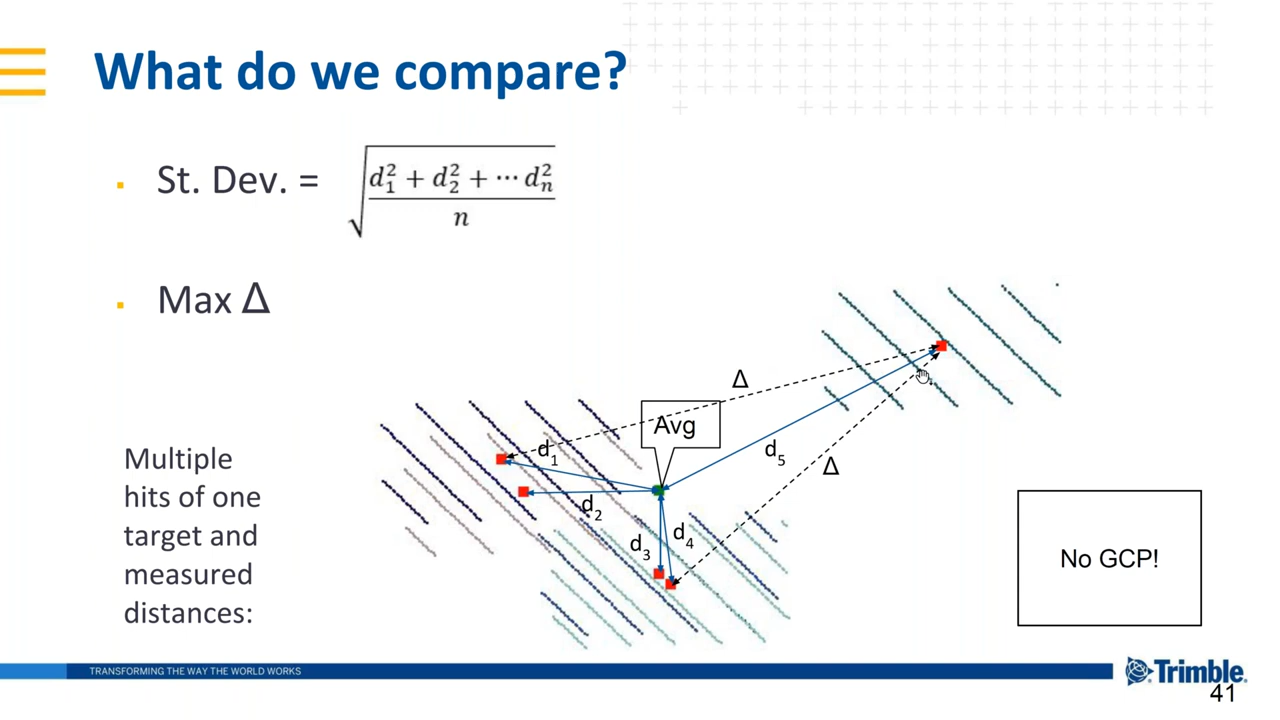 What do we compare?
▪ St. Dev. = √((d₁² + d₂² + ⋯ dₙ²)/n)
▪ Max Δ
Multiple
hits of one
target and
measured
distances:
Δ
Avg
d₁
d₅
Δ
d₂
d₃
d₄
No GCP!
TRANSFORMING THE WAY THE WORLD WORKS
Trimble.
41